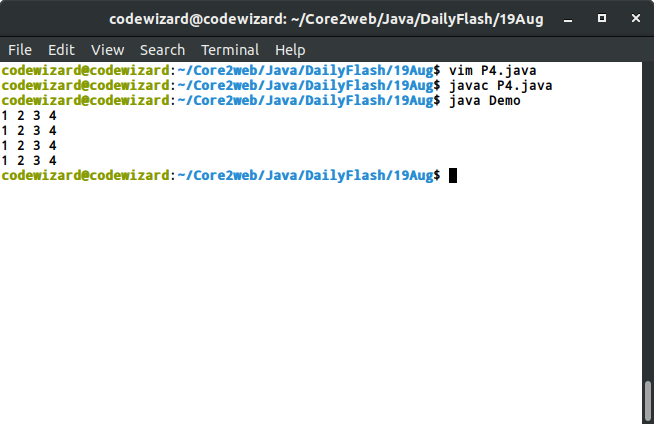 codewizard@codewizard: ~/Core2web/Java/DailyFlash/19Aug
File Edit View Search Terminal Help
codewizard@codewizard:~/Core2web/Java/DailyFlash/19Aug$ vim P4.java
codewizard@codewizard:~/Core2web/Java/DailyFlash/19Aug$ javac P4.java
codewizard@codewizard:~/Core2web/Java/DailyFlash/19Aug$ java Demo
1 2 3 4
1 2 3 4
1 2 3 4
1 2 3 4
codewizard@codewizard:~/Core2web/Java/DailyFlash/19Aug$